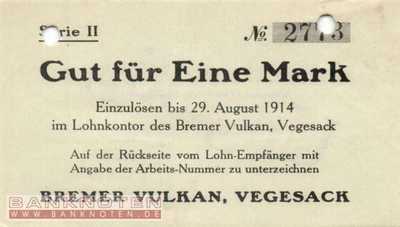 Serie II № 2773
Gut für Eine Mark
Einzulösen bis 29. August 1914
im Lohnkontor des Bremer Vulkan, Vegesack
Auf der Rückseite vom Lohn-Empfänger mit
Angabe der Arbeits-Nummer zu unterzeichnen
BREMER VULKAN, VEGESACK
BANKNOTEN
WWW.BANKNOTEN.DE